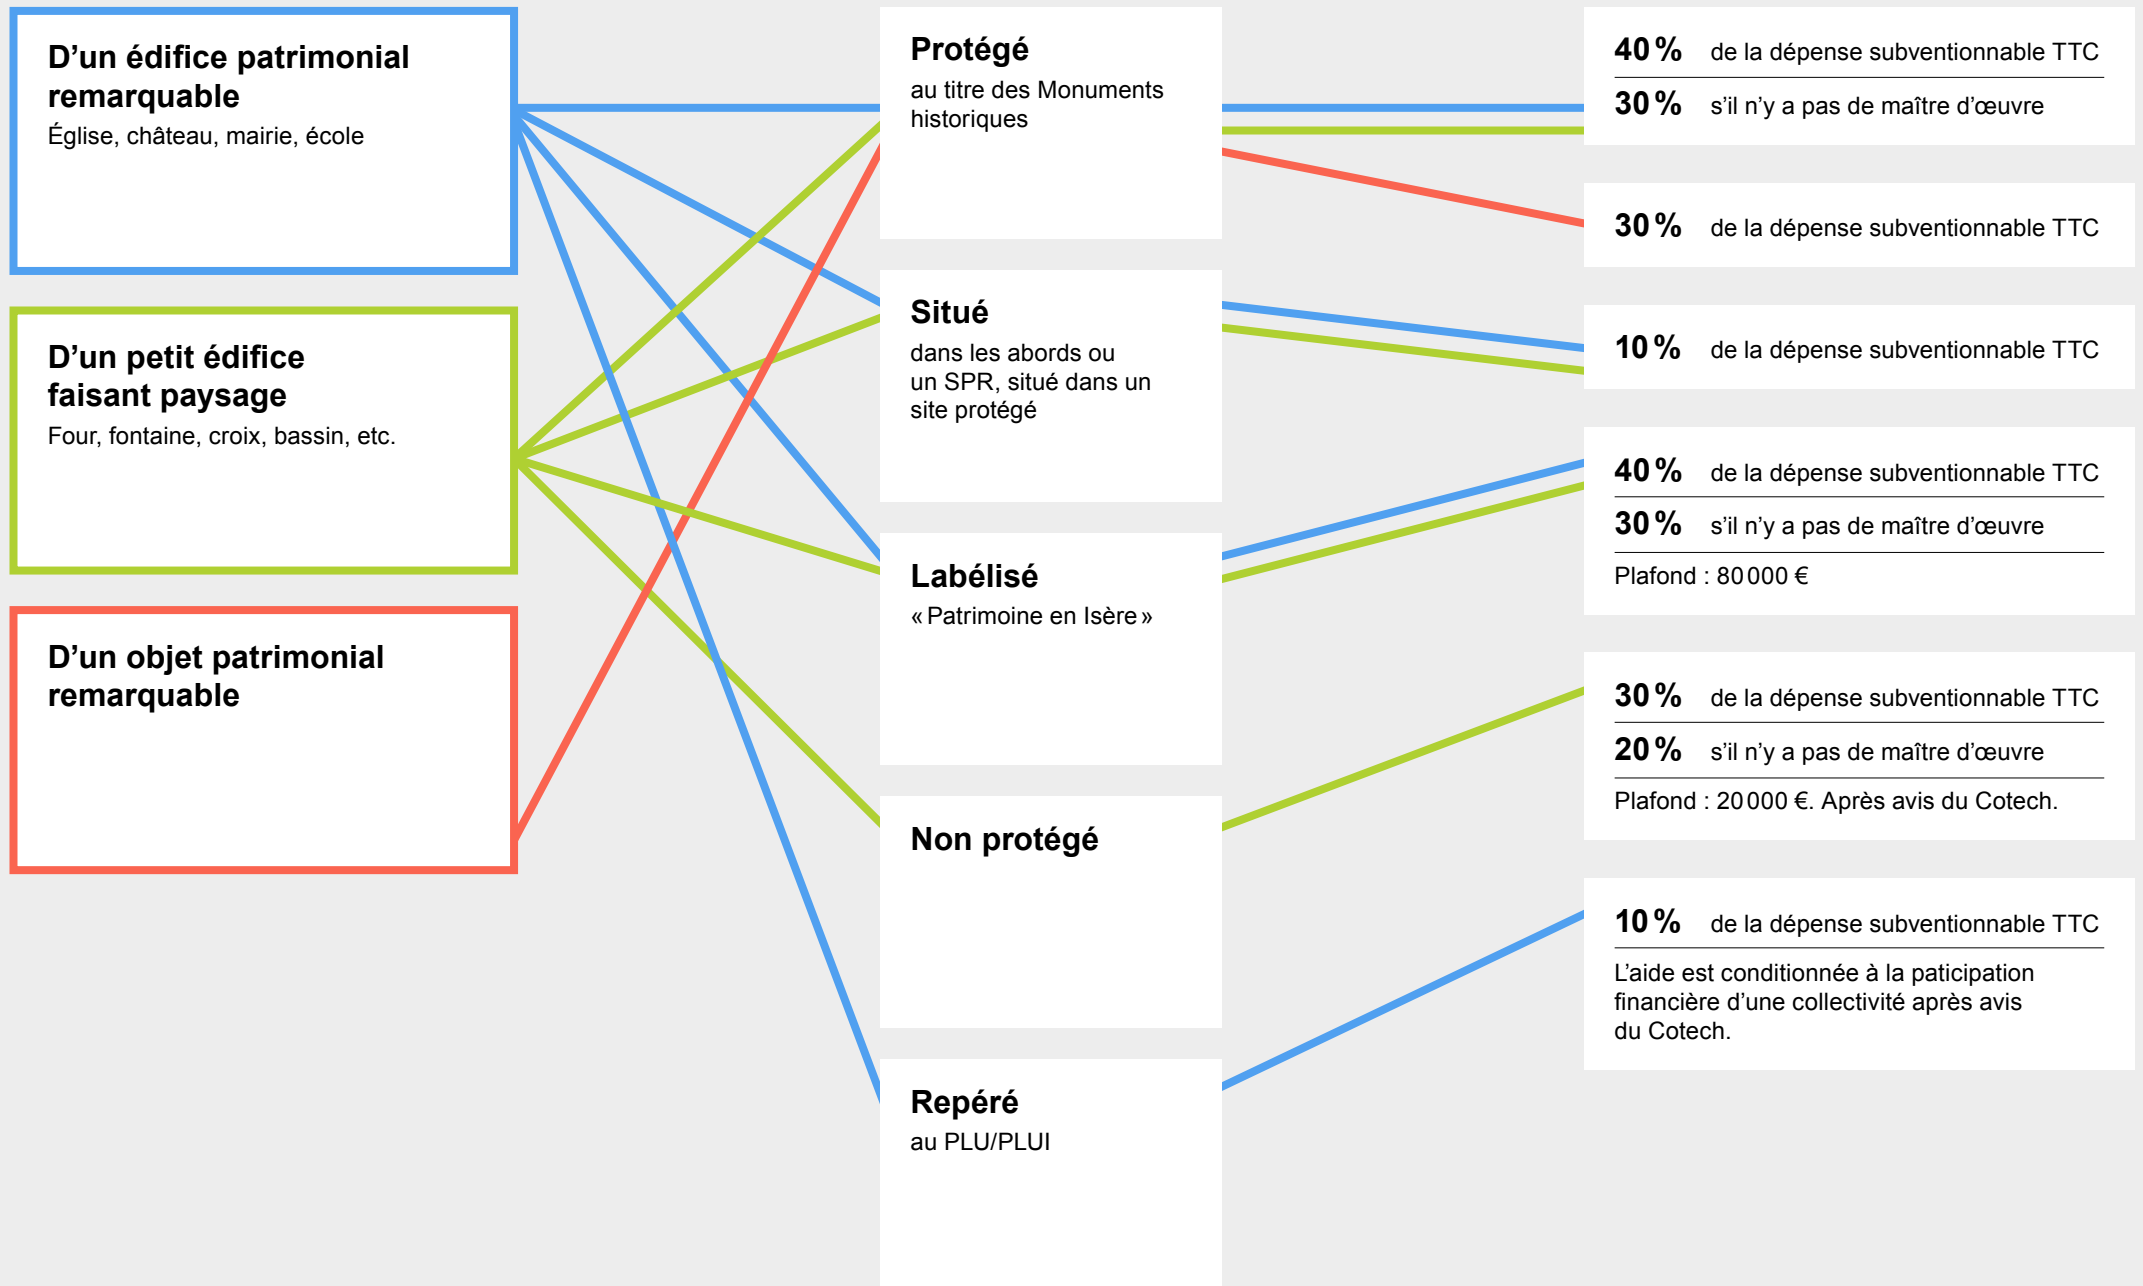 D’un édifice patrimonial
remarquable
Église, château, mairie, école
D’un petit édifice
faisant paysage
Four, fontaine, croix, bassin, etc.
D’un objet patrimonial
remarquable
Protégé
au titre des Monuments
historiques
Situé
dans les abords ou
un SPR, situé dans un
site protégé
Labélisé
« Patrimoine en Isère »
Non protégé
Repéré
au PLU/PLUI
40 % de la dépense subventionnable TTC
30 % s’il n’y a pas de maître d’œuvre
30 % de la dépense subventionnable TTC
10 % de la dépense subventionnable TTC
40 % de la dépense subventionnable TTC
30 % s’il n’y a pas de maître d’œuvre
Plafond : 80 000 €
30 % de la dépense subventionnable TTC
20 % s’il n’y a pas de maître d’œuvre
Plafond : 20 000 €. Après avis du Cotech.
10 % de la dépense subventionnable TTC
L’aide est conditionnée à la paticipation
financière d’une collectivité après avis
du Cotech.